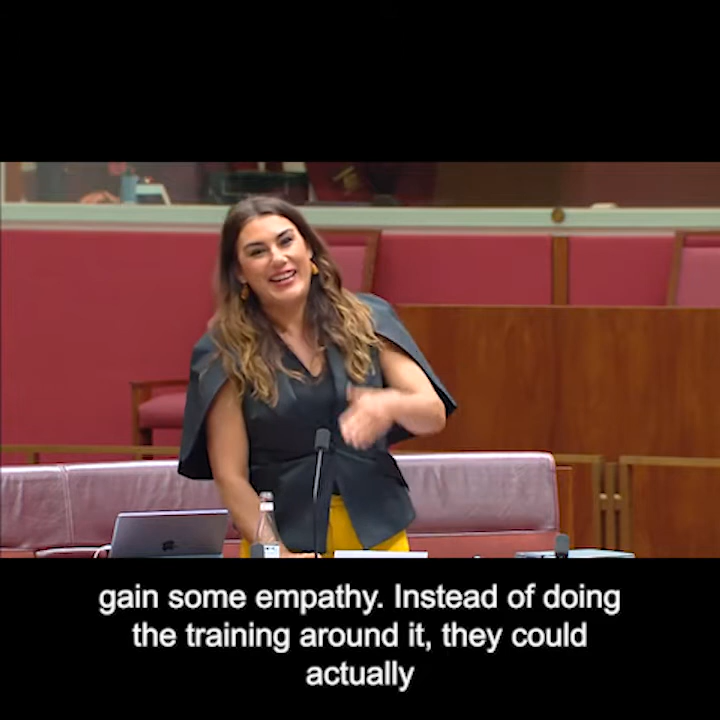 gain some empathy. Instead of doing
the training around it, they could
actually